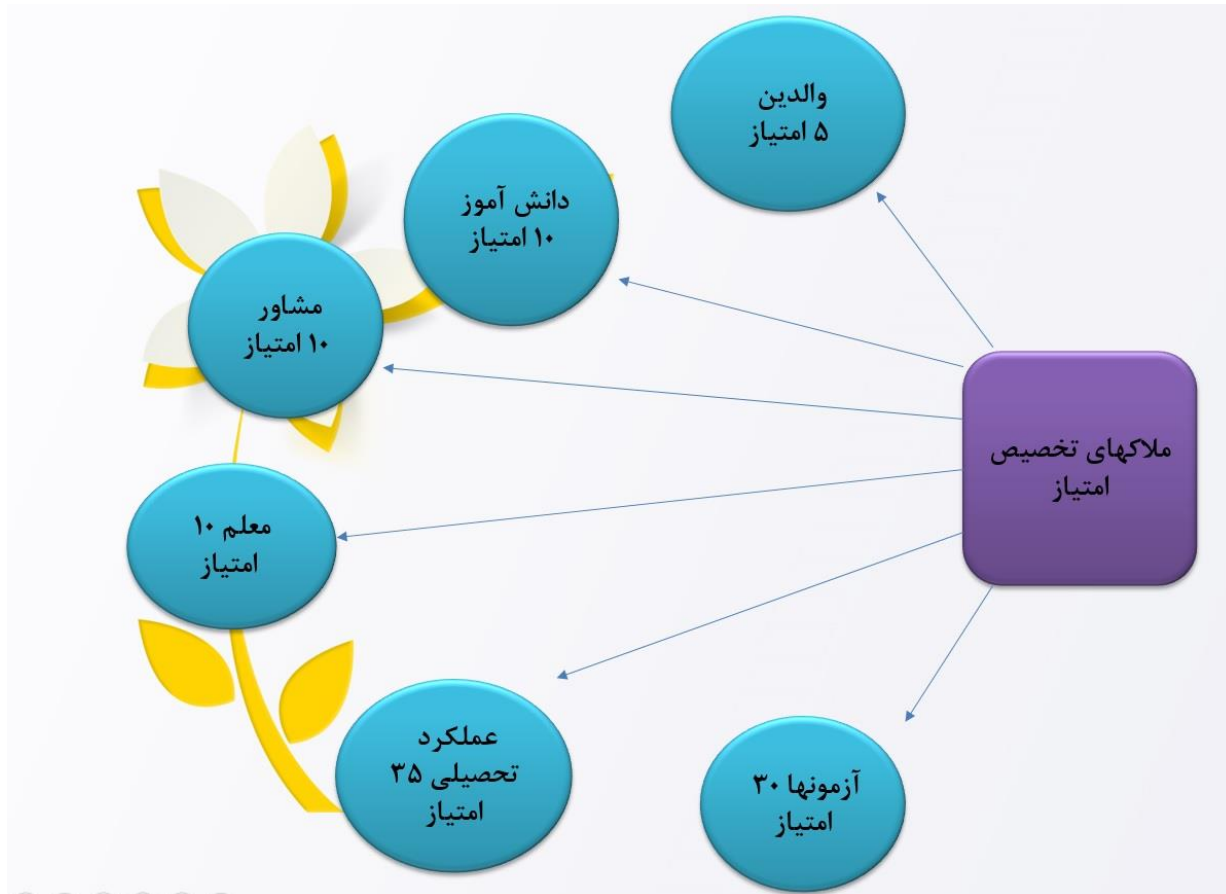 والدین
۵ امتیاز
دانش آموز
۱۰ امتیاز
مشاور
۱۰ امتیاز
ملاکهای تخصیص
امتیاز
معلم ۱۰
امتیاز
عملکرد
تحصیلی ۳۵
امتیاز
آزمونها ۳۰
امتیاز